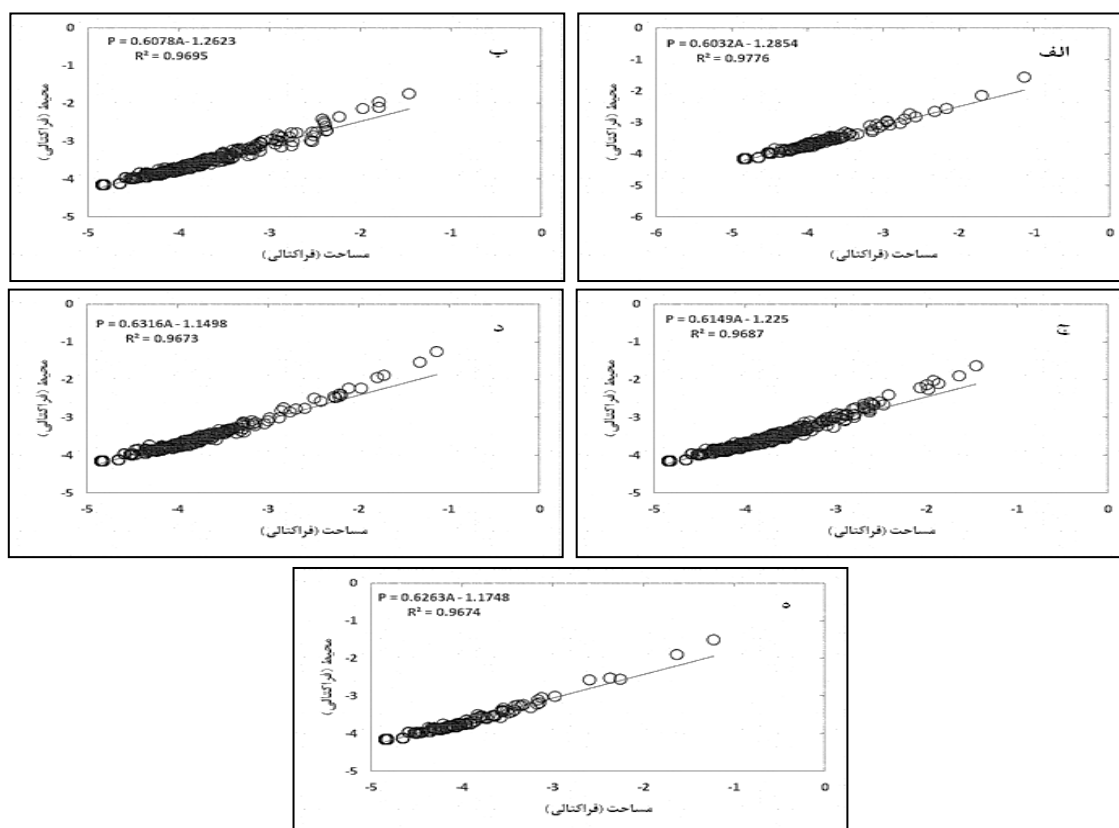 الف
P = 0.6032A - 1.2854
R² = 0.9776
0
-1
-2
-3
-4
-5
-6
محیط (فراکتالی)
-6 -5 -4 -3 -2 -1 0
مساحت (فراکتالی)
ب
P = 0.6078A - 1.2623
R² = 0.9695
0
-1
-2
-3
-4
-5
محیط (فراکتالی)
-5 -4 -3 -2 -1 0
مساحت (فراکتالی)
ج
P = 0.6149A - 1.225
R² = 0.9687
0
-1
-2
-3
-4
-5
محیط (فراکتالی)
-5 -4 -3 -2 -1 0
مساحت (فراکتالی)
د
P = 0.6316A - 1.1498
R² = 0.9673
0
-1
-2
-3
-4
-5
محیط (فراکتالی)
-5 -4 -3 -2 -1 0
مساحت (فراکتالی)
ه
P = 0.6263A - 1.1748
R² = 0.9674
0
-1
-2
-3
-4
-5
محیط (فراکتالی)
-5 -4 -3 -2 -1 0
مساحت (فراکتالی)